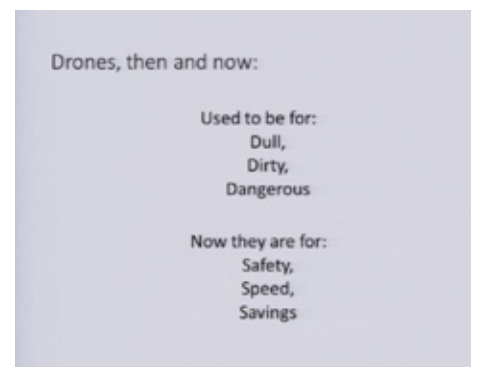 Drones, then and now:
Used to be for:
Dull,
Dirty,
Dangerous
Now they are for:
Safety,
Speed,
Savings